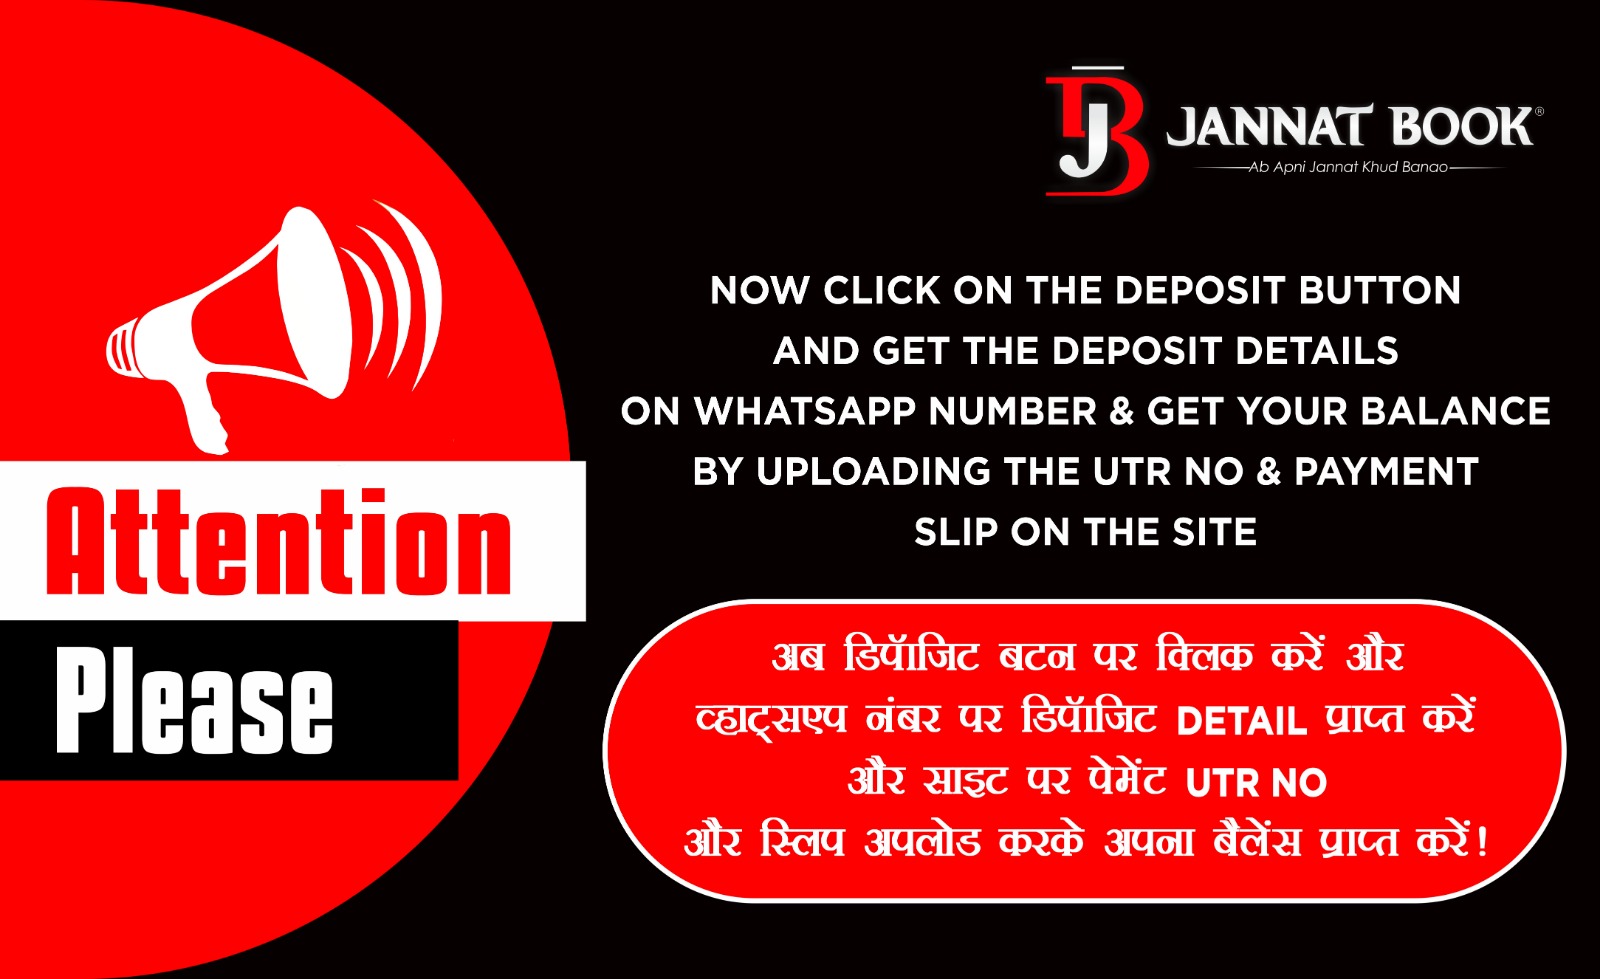 JB JANNAT BOOK®
Ab Apni Jannat Khud Banao
NOW CLICK ON THE DEPOSIT BUTTON
AND GET THE DEPOSIT DETAILS
ON WHATSAPP NUMBER & GET YOUR BALANCE
BY UPLOADING THE UTR NO & PAYMENT
SLIP ON THE SITE
Attention
Please
अब डिपॉजिट बटन पर क्लिक करें और
व्हाट्सएप नंबर पर डिपॉजिट DETAIL प्राप्त करें
और साइट पर पेमेंट UTR NO
और स्लिप अपलोड करके अपना बैलेंस प्राप्त करें!